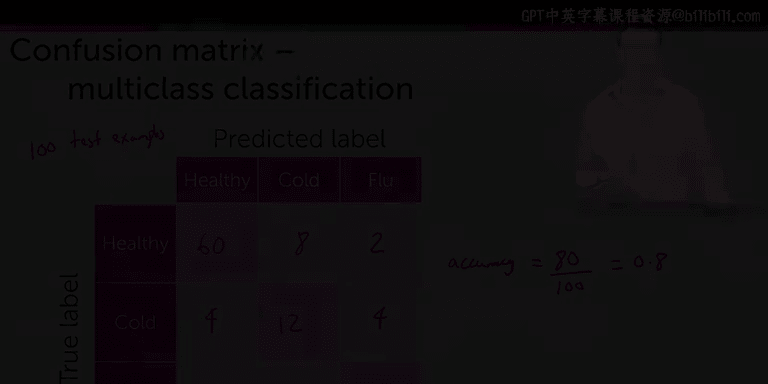 GPT中英字幕课程资源@bilibili.com
Confusion matrix –
multiclass classification
100 test examples
Predicted label
Healthy Cold Flu
Healthy 60 8 2
accuracy = 80 / 100 = 0.8
Cold 4 12 4
True label